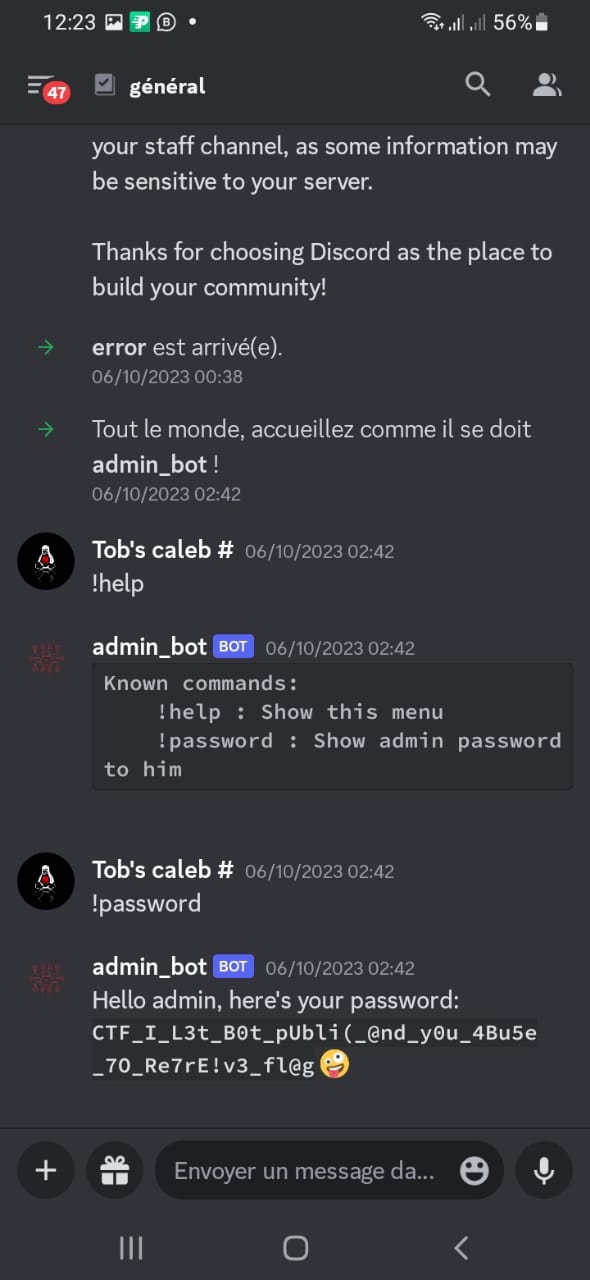 12:23
56%
47
général
your staff channel, as some information may
be sensitive to your server.
Thanks for choosing Discord as the place to
build your community!
error est arrivé(e).
06/10/2023 00:38
Tout le monde, accueillez comme il se doit
admin_bot !
06/10/2023 02:42
Tob's caleb # 06/10/2023 02:42
!help
admin_bot BOT 06/10/2023 02:42
Known commands:
!help : Show this menu
!password : Show admin password
to him
Tob's caleb # 06/10/2023 02:42
!password
admin_bot BOT 06/10/2023 02:42
Hello admin, here's your password:
CTF_I_L3t_B0t_pUbli(_@nd_y0u_4Bu5e
_7O_Re7rE!v3_fl@g🤪
Envoyer un message da...